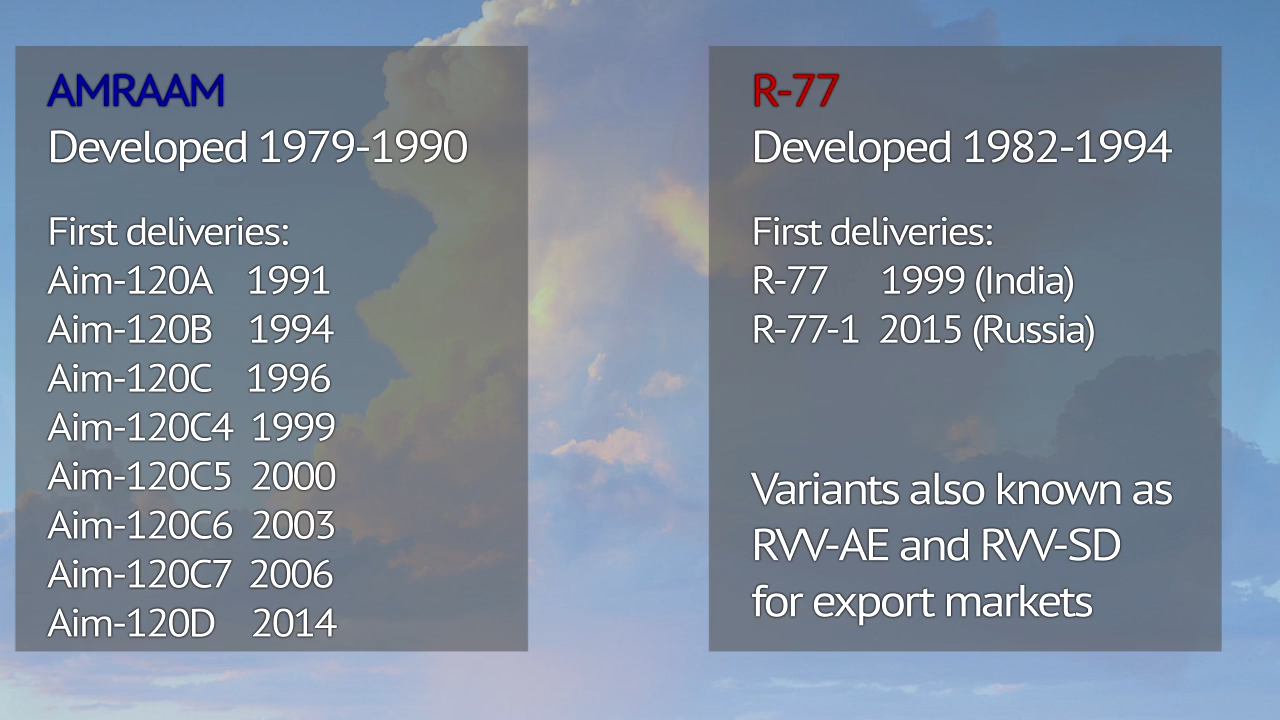 AMRAAM
Developed 1979-1990
First deliveries:
Aim-120A 1991
Aim-120B 1994
Aim-120C 1996
Aim-120C4 1999
Aim-120C5 2000
Aim-120C6 2003
Aim-120C7 2006
Aim-120D 2014
R-77
Developed 1982-1994
First deliveries:
R-77 1999 (India)
R-77-1 2015 (Russia)
Variants also known as
RVV-AE and RVV-SD
for export markets